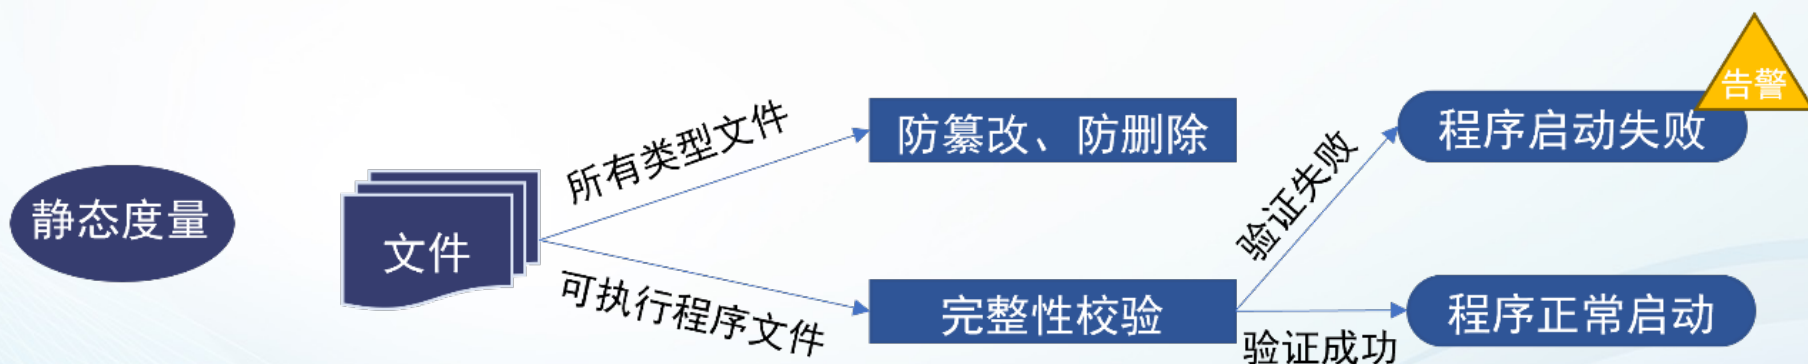 静态度量
文件
所有类型文件
可执行程序文件
防篡改、防删除
完整性校验
验证失败
验证成功
告警
程序启动失败
程序正常启动